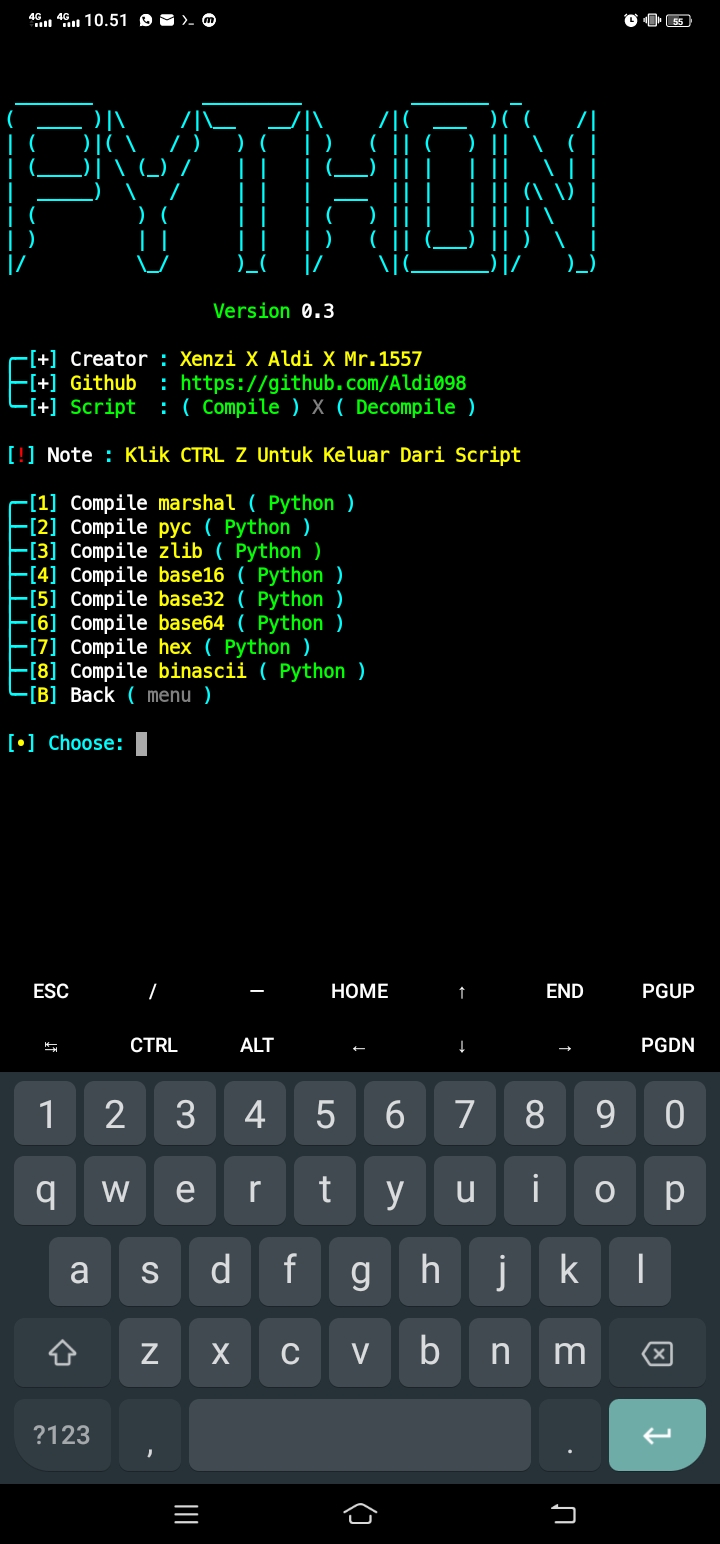 4G 4G 10.51 55
PYTHON
Version 0.3
[+] Creator : Xenzi X Aldi X Mr.1557
[+] Github  : https://github.com/Aldi098
[+] Script  : ( Compile ) X ( Decompile )
[!] Note : Klik CTRL Z Untuk Keluar Dari Script
[1] Compile marshal ( Python )
[2] Compile pyc ( Python )
[3] Compile zlib ( Python )
[4] Compile base16 ( Python )
[5] Compile base32 ( Python )
[6] Compile base64 ( Python )
[7] Compile hex ( Python )
[8] Compile binascii ( Python )
[B] Back ( menu )
[•] Choose:
ESC / — HOME ↑ END PGUP
↹ CTRL ALT ← ↓ → PGDN
1 2 3 4 5 6 7 8 9 0
q w e r t y u i o p
a s d f g h j k l
z x c v b n m
?123 , .